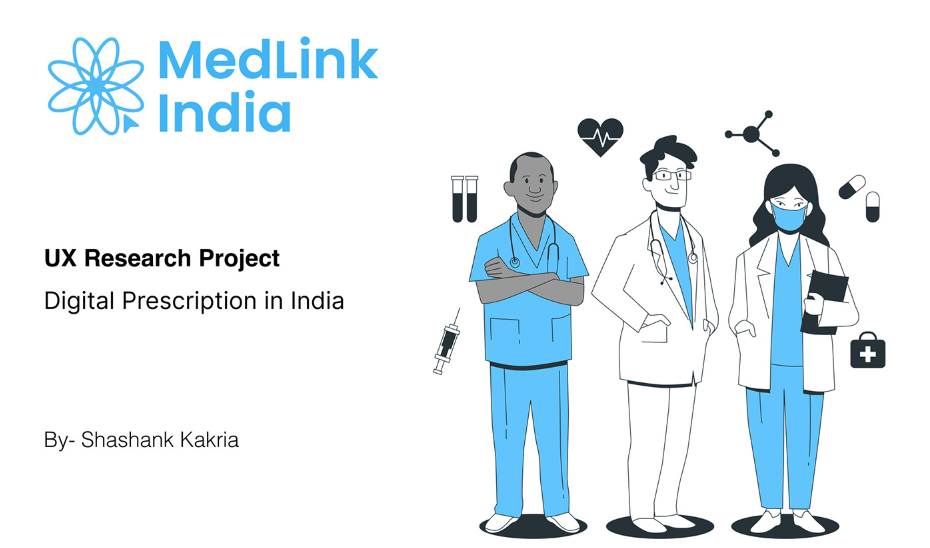 MedLink
India
UX Research Project
Digital Prescription in India
By- Shashank Kakria